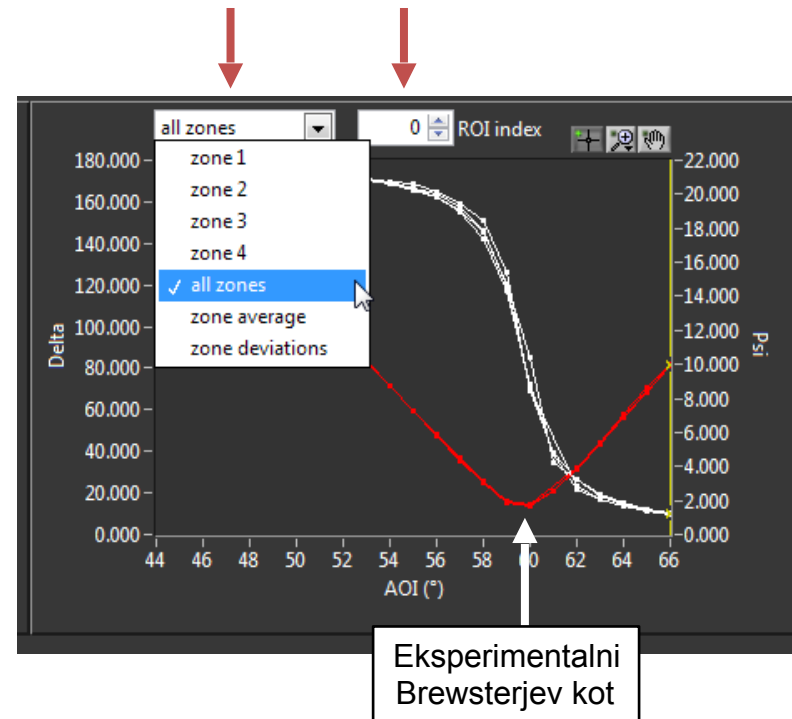 all zones
0
ROI index
zone 1
zone 2
zone 3
zone 4
✓ all zones
zone average
zone deviations
180.000
160.000
140.000
120.000
100.000
80.000
60.000
40.000
20.000
0.000
Delta
22.000
20.000
18.000
16.000
14.000
12.000
10.000
8.000
6.000
4.000
2.000
0.000
Psi
44 46 48 50 52 54 56 58 60 62 64 66
AOI (°)
Eksperimentalni
Brewsterjev kot